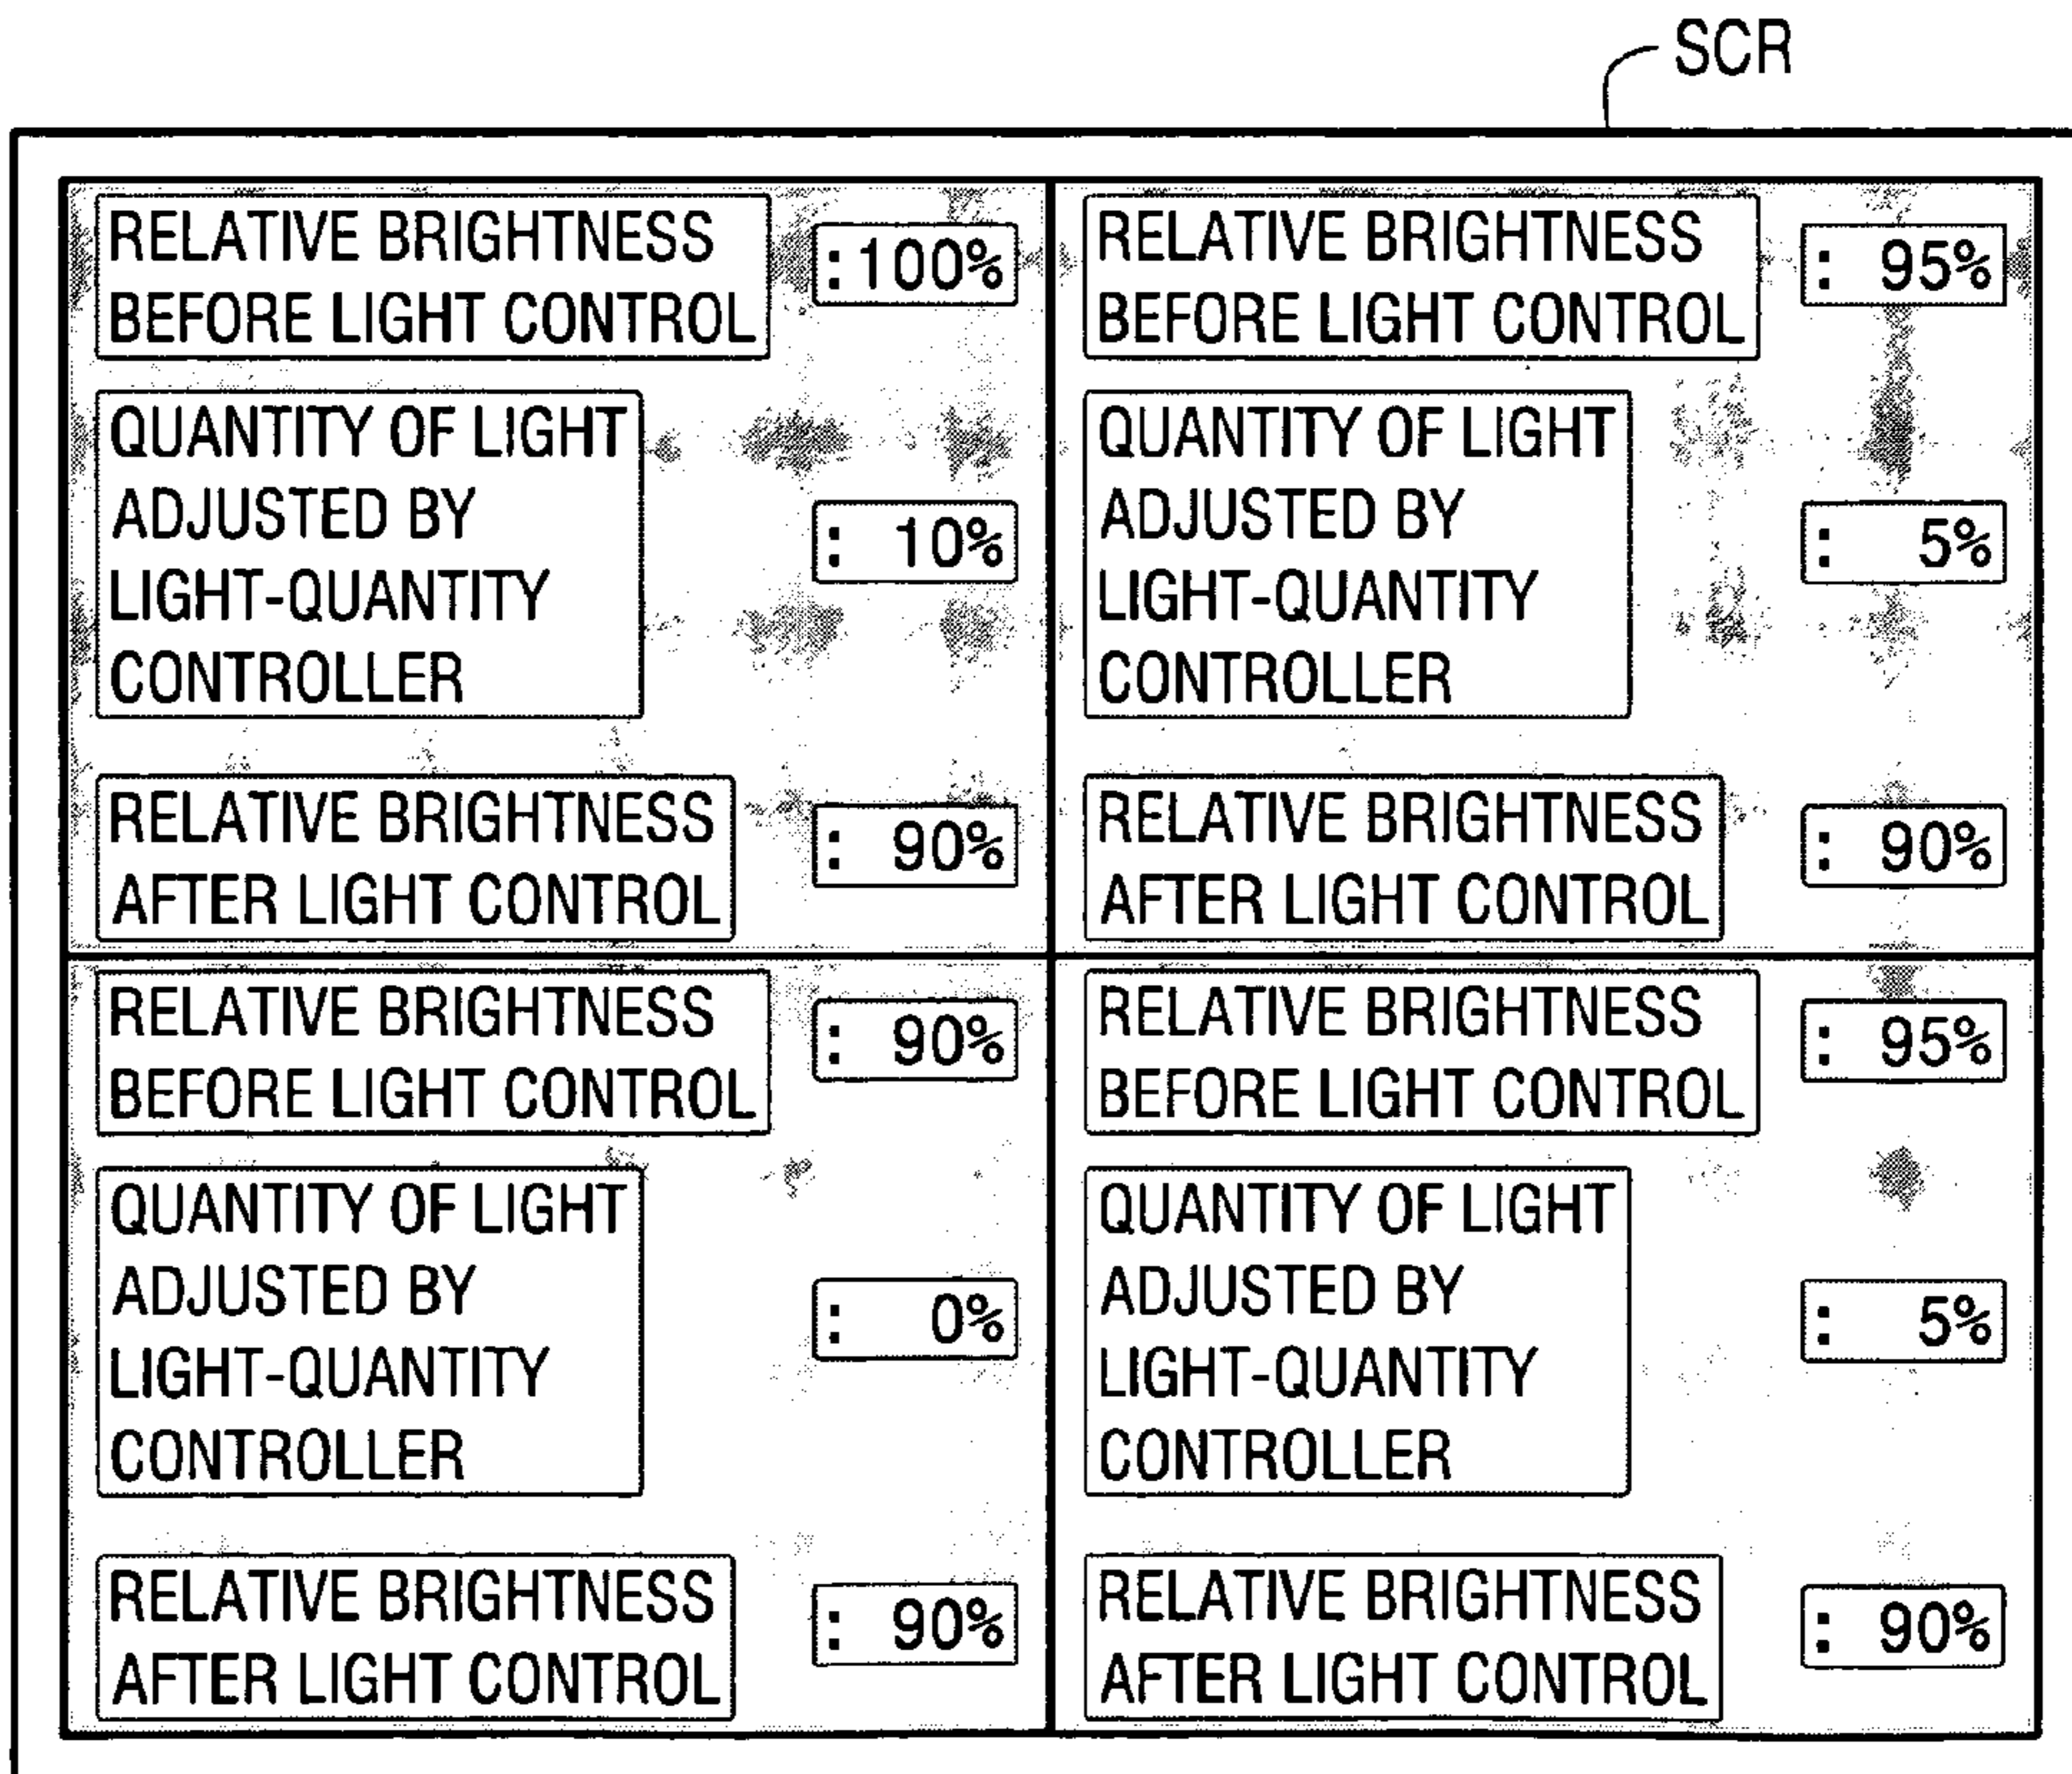 SCR
RELATIVE BRIGHTNESS
BEFORE LIGHT CONTROL
:100%
QUANTITY OF LIGHT
ADJUSTED BY
LIGHT-QUANTITY
CONTROLLER
: 10%
RELATIVE BRIGHTNESS
AFTER LIGHT CONTROL
: 90%
RELATIVE BRIGHTNESS
BEFORE LIGHT CONTROL
: 95%
QUANTITY OF LIGHT
ADJUSTED BY
LIGHT-QUANTITY
CONTROLLER
: 5%
RELATIVE BRIGHTNESS
AFTER LIGHT CONTROL
: 90%
RELATIVE BRIGHTNESS
BEFORE LIGHT CONTROL
: 90%
QUANTITY OF LIGHT
ADJUSTED BY
LIGHT-QUANTITY
CONTROLLER
: 0%
RELATIVE BRIGHTNESS
AFTER LIGHT CONTROL
: 90%
RELATIVE BRIGHTNESS
BEFORE LIGHT CONTROL
: 95%
QUANTITY OF LIGHT
ADJUSTED BY
LIGHT-QUANTITY
CONTROLLER
: 5%
RELATIVE BRIGHTNESS
AFTER LIGHT CONTROL
: 90%